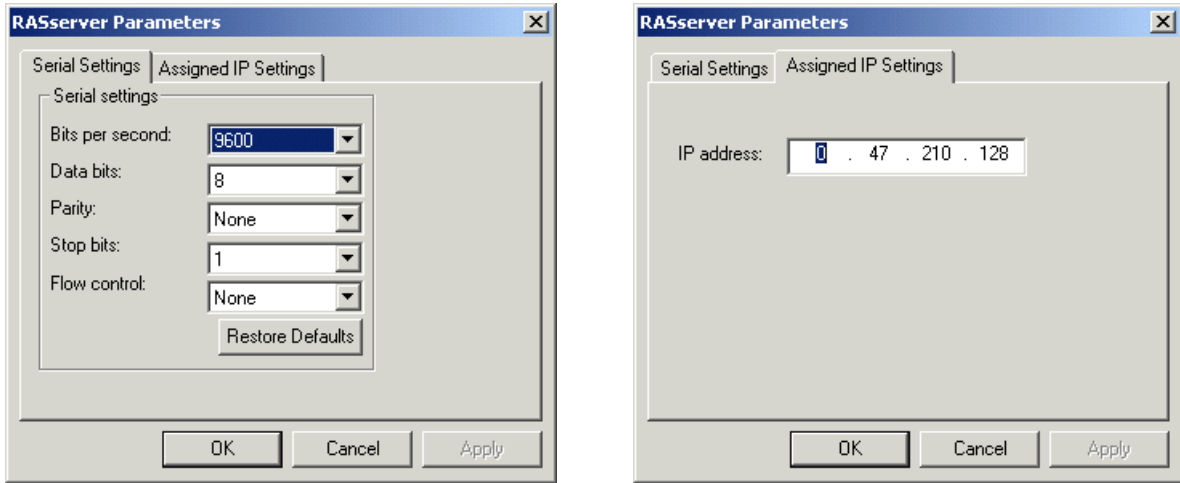 RASserver Parameters
Serial Settings Assigned IP Settings
Serial settings
Bits per second: 9600
Data bits: 8
Parity: None
Stop bits: 1
Flow control: None
Restore Defaults
OK Cancel Apply
RASserver Parameters
Serial Settings Assigned IP Settings
IP address: 0 . 47 . 210 . 128
OK Cancel Apply